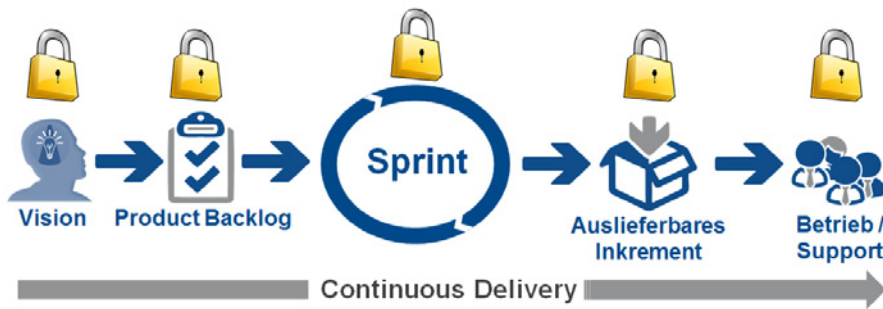 Sprint
Vision
Product Backlog
Auslieferbares
Inkrement
Betrieb /
Support
Continuous Delivery